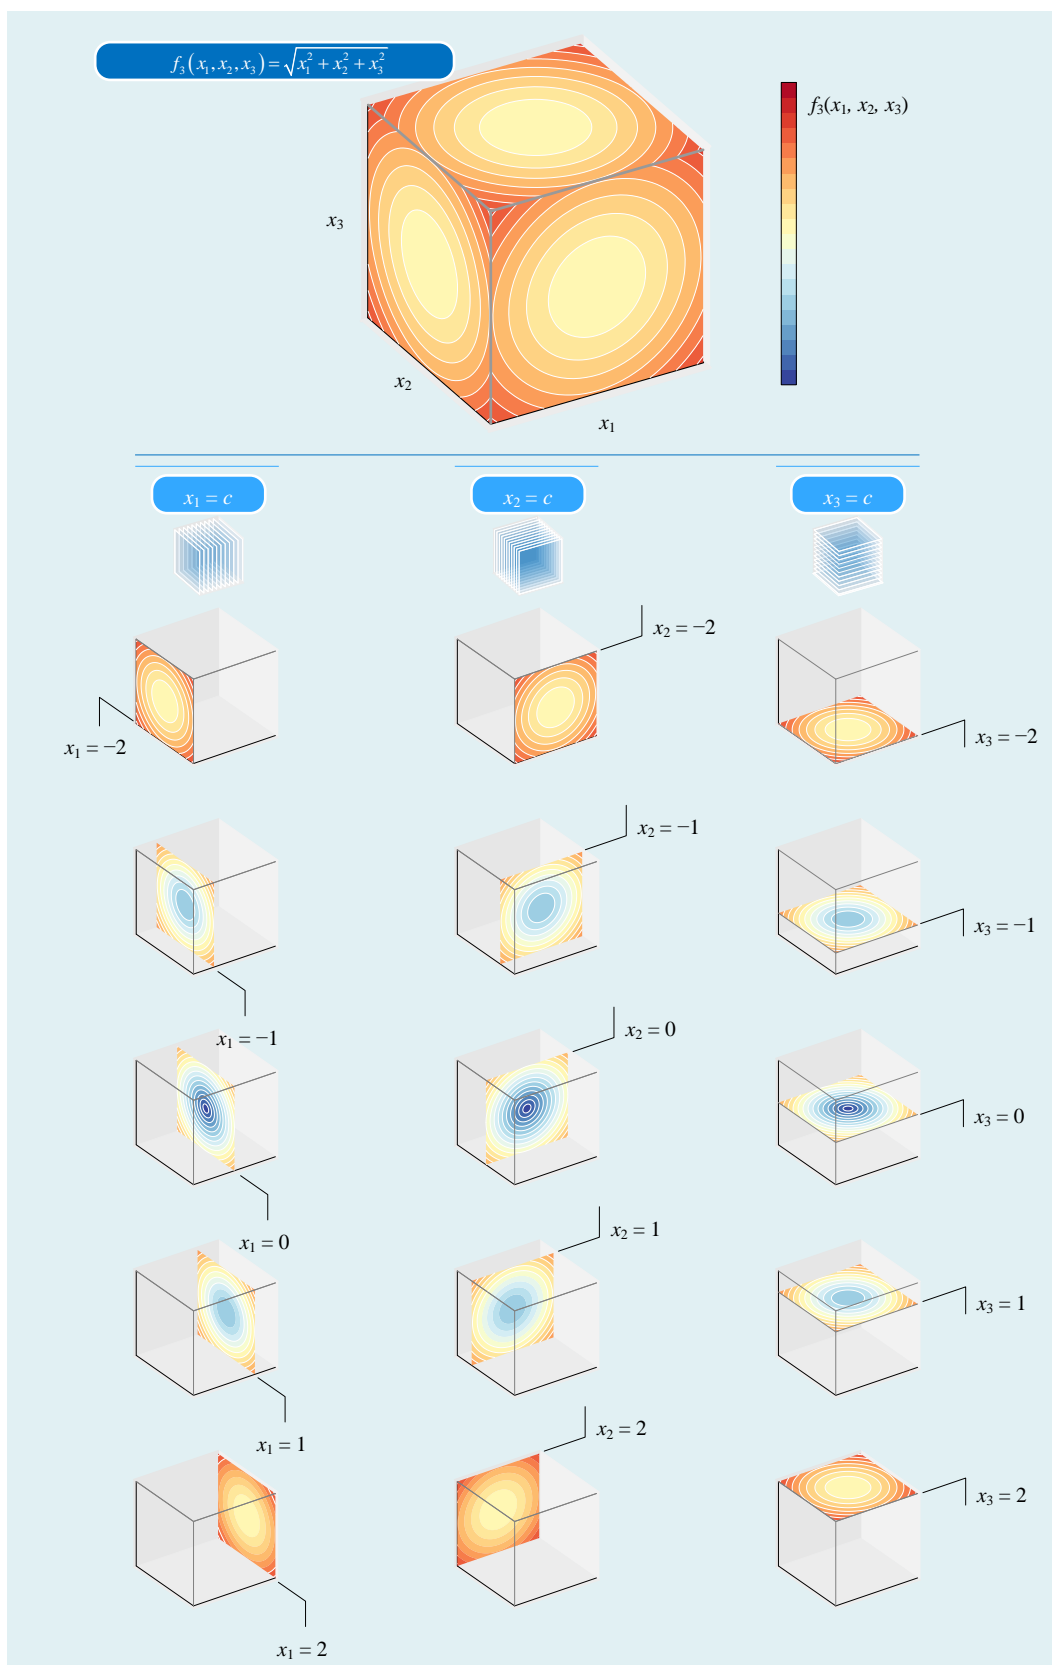 f₃(x₁, x₂, x₃) = √(x₁² + x₂² + x₃²)
f₃(x₁, x₂, x₃)
x₃
x₂
x₁
x₁ = c
x₂ = c
x₃ = c
x₁ = −2
x₂ = −2
x₃ = −2
x₁ = −1
x₂ = −1
x₃ = −1
x₁ = 0
x₂ = 0
x₃ = 0
x₁ = 1
x₂ = 1
x₃ = 1
x₁ = 2
x₂ = 2
x₃ = 2